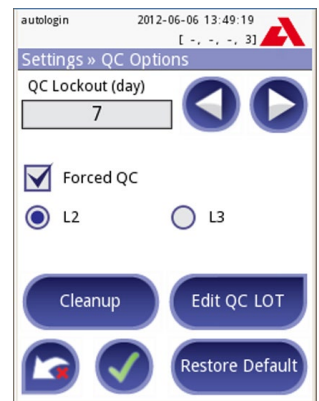 autologin 2012-06-06 13:49:19
[ -, -, -, 3]
Settings » QC Options
QC Lockout (day)
7
Forced QC
L2 L3
Cleanup Edit QC LOT
Restore Default